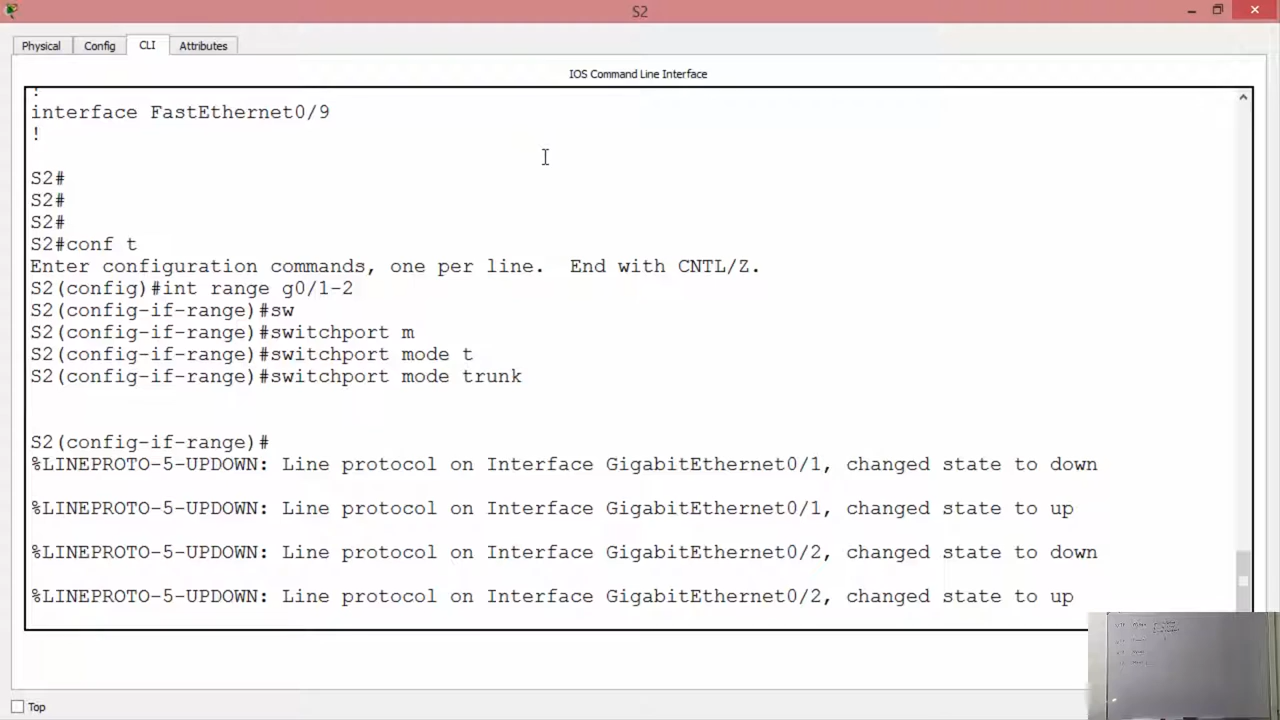 S2
Physical Config CLI Attributes
IOS Command Line Interface
!
interface FastEthernet0/9
!
S2#
S2#
S2#
S2#conf t
Enter configuration commands, one per line.  End with CNTL/Z.
S2(config)#int range g0/1-2
S2(config-if-range)#sw
S2(config-if-range)#switchport m
S2(config-if-range)#switchport mode t
S2(config-if-range)#switchport mode trunk
S2(config-if-range)#
%LINEPROTO-5-UPDOWN: Line protocol on Interface GigabitEthernet0/1, changed state to down
%LINEPROTO-5-UPDOWN: Line protocol on Interface GigabitEthernet0/1, changed state to up
%LINEPROTO-5-UPDOWN: Line protocol on Interface GigabitEthernet0/2, changed state to down
%LINEPROTO-5-UPDOWN: Line protocol on Interface GigabitEthernet0/2, changed state to up
Top